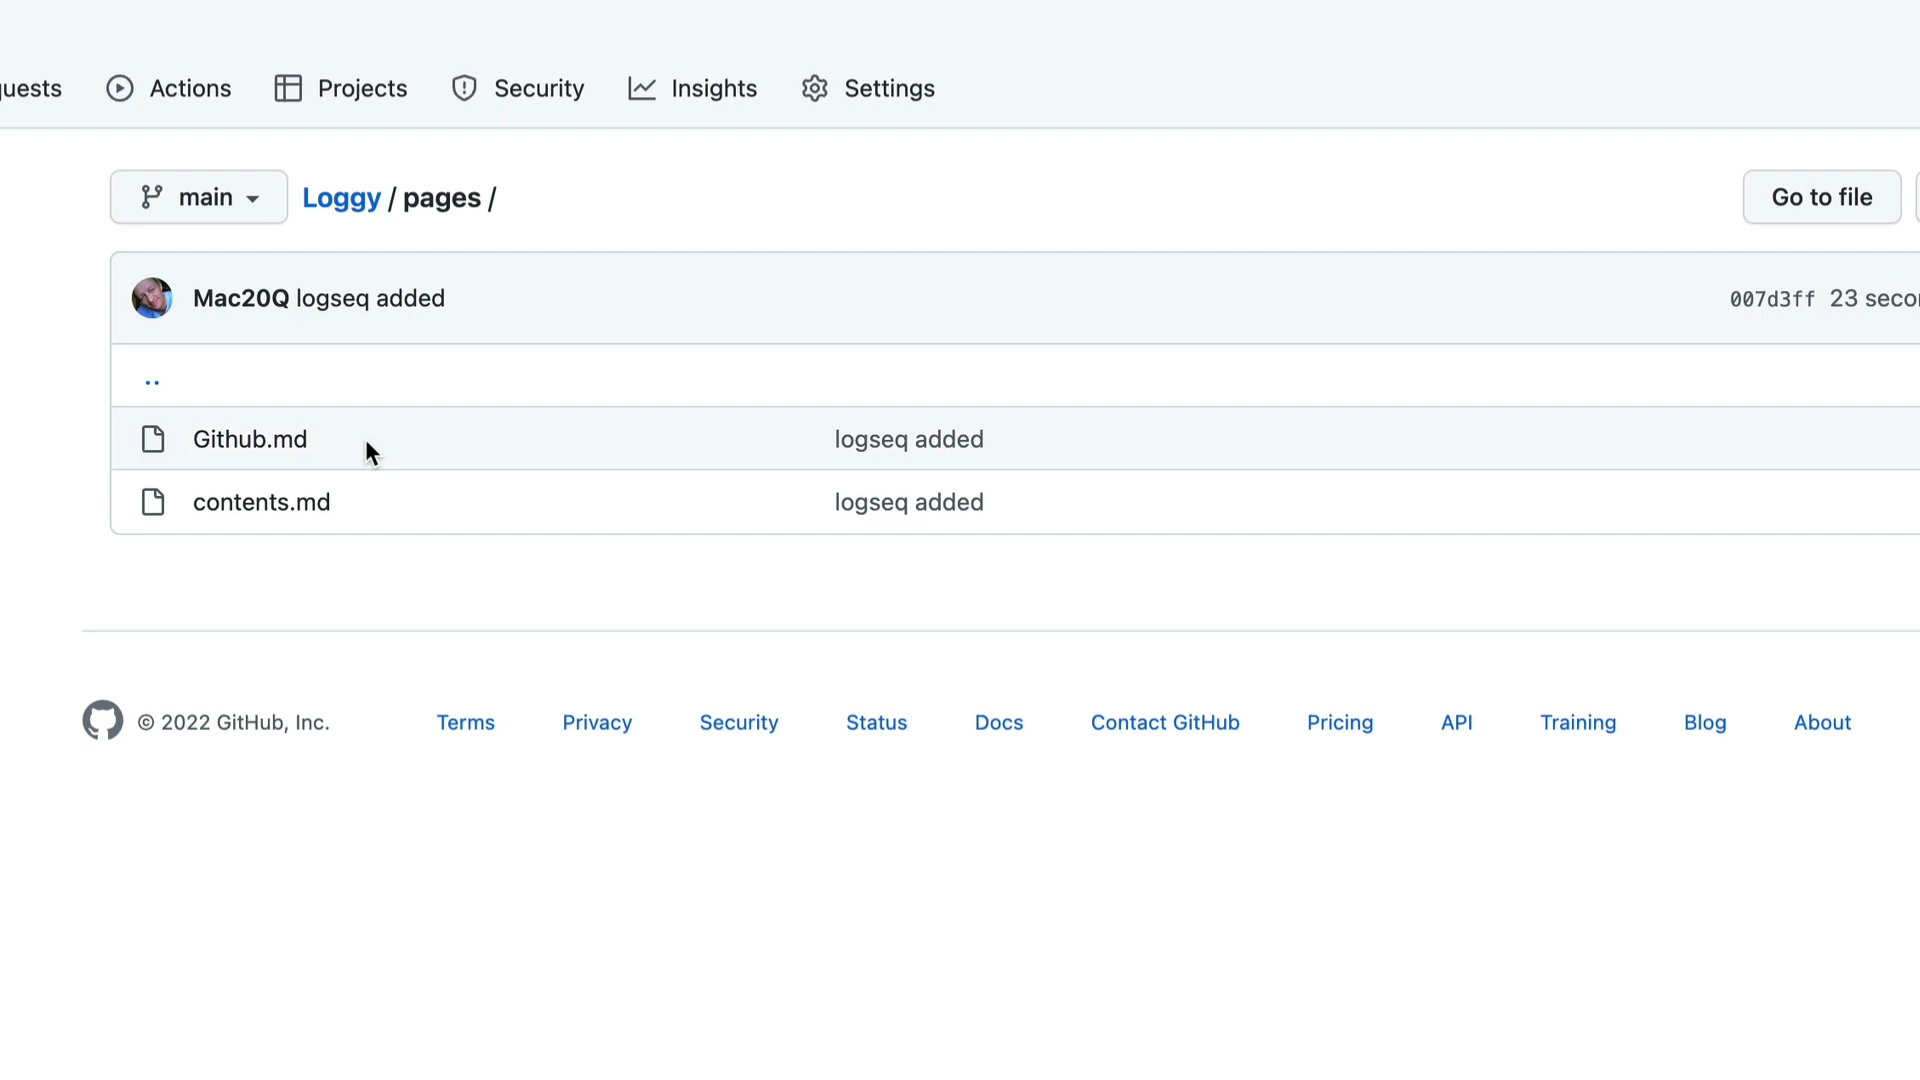 Actions Projects Security Insights Settings
main Loggy / pages / Go to file
Mac20Q logseq added 007d3ff 23
..
Github.md logseq added
contents.md logseq added
© 2022 GitHub, Inc. Terms Privacy Security Status Docs Contact GitHub Pricing API Training Blog About